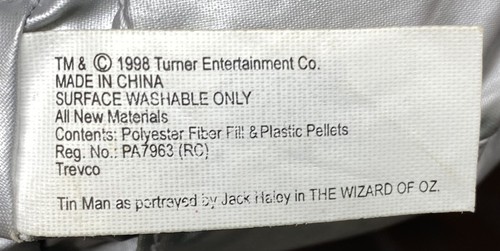 TM & © 1998 Turner Entertainment Co.
MADE IN CHINA
SURFACE WASHABLE ONLY
All New Materials
Contents: Polyester Fiber Fill & Plastic Pellets
Reg. No.: PA7963 (RC)
Trevco
Tin Man as portrayed by Jack Haley in THE WIZARD OF OZ.